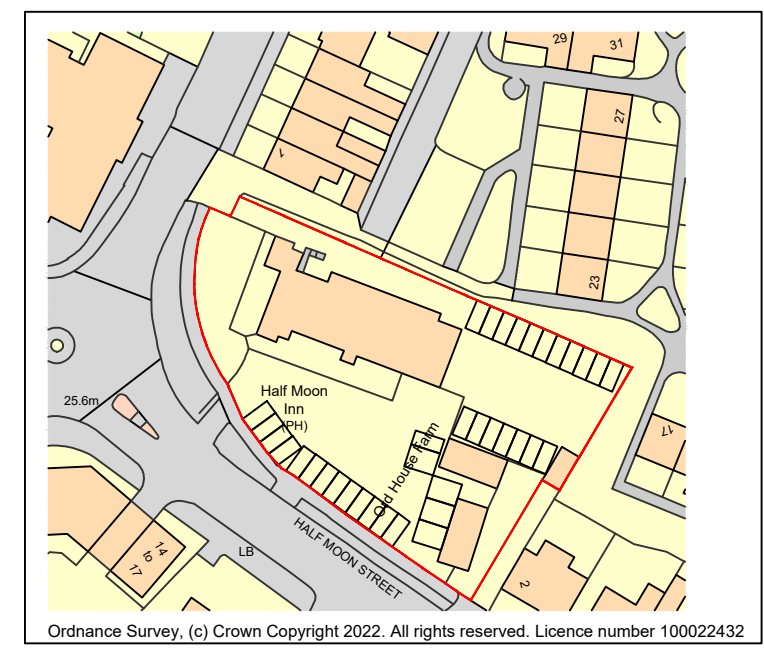 29
31
27
7
23
25.6m
Half Moon
Inn
(PH)
Old House Farm
17
14
to
17
LB
HALF MOON STREET
2
Ordnance Survey, (c) Crown Copyright 2022. All rights reserved. Licence number 100022432